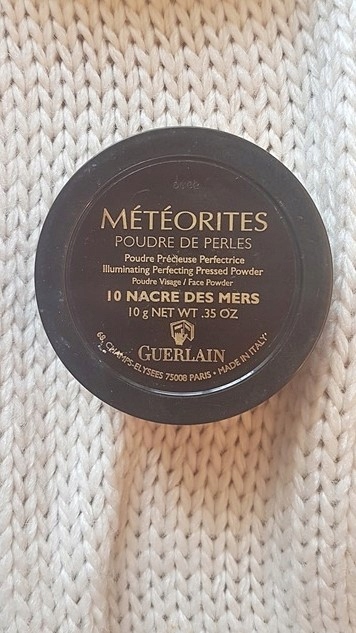 MÉTÉORITES
POUDRE DE PERLES
Poudre Précieuse Perfectrice
Illuminating Perfecting Pressed Powder
Poudre Visage / Face Powder
10 NACRE DES MERS
10 g NET WT .35 OZ
GUERLAIN
68, CHAMPS-ELYSEES 75008 PARIS • MADE IN ITALY•